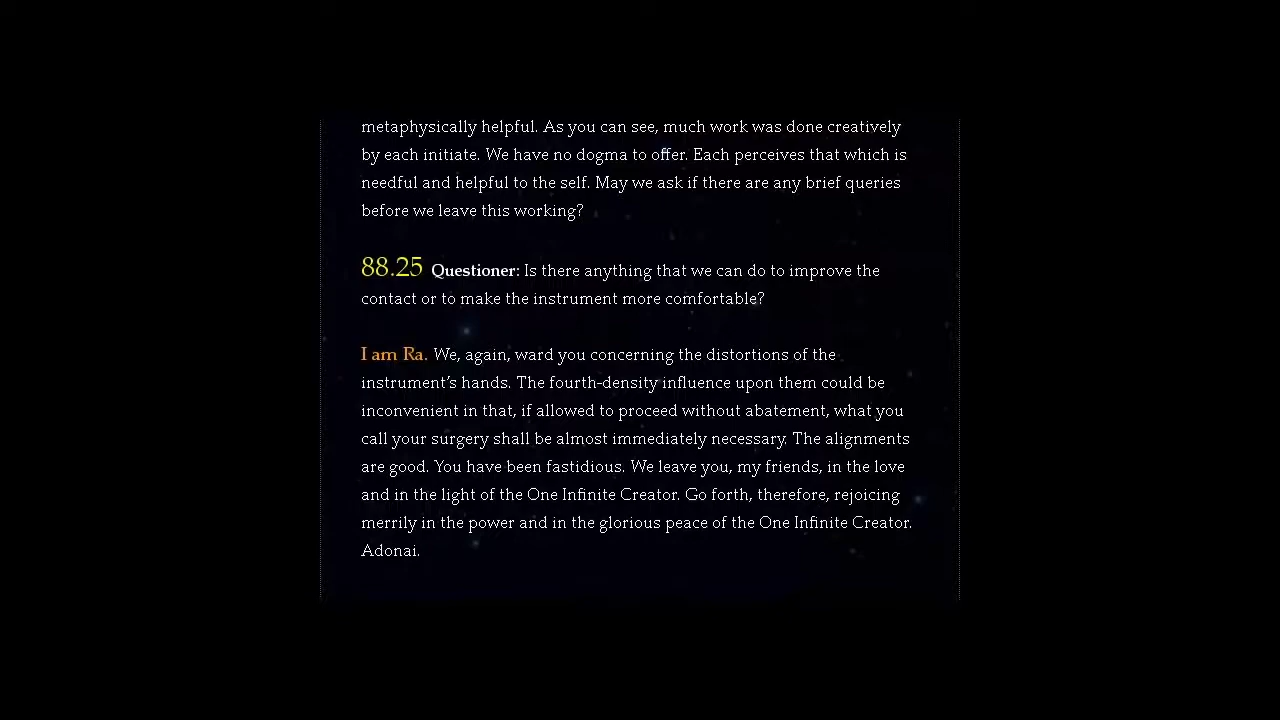 metaphysically helpful. As you can see, much work was done creatively
by each initiate. We have no dogma to offer. Each perceives that which is
needful and helpful to the self. May we ask if there are any brief queries
before we leave this working?
88.25 Questioner: Is there anything that we can do to improve the
contact or to make the instrument more comfortable?
I am Ra. We, again, ward you concerning the distortions of the
instrument's hands. The fourth-density influence upon them could be
inconvenient in that, if allowed to proceed without abatement, what you
call your surgery shall be almost immediately necessary. The alignments
are good. You have been fastidious. We leave you, my friends, in the love
and in the light of the One Infinite Creator. Go forth, therefore, rejoicing
merrily in the power and in the glorious peace of the One Infinite Creator.
Adonai.